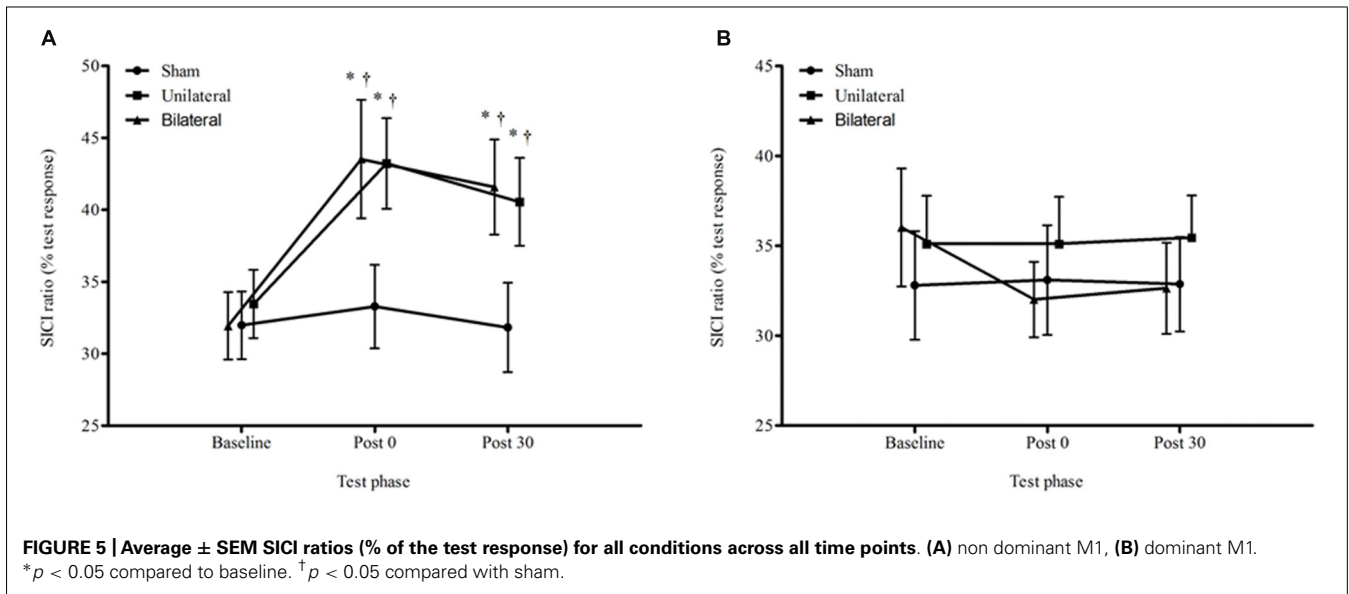 A
50
45
40
35
30
25
SICI ratio (% test response)
Sham
Unilateral
Bilateral
* †
* †
* †
* †
Baseline
Post 0
Post 30
Test phase
B
45
40
35
30
25
SICI ratio (% test response)
Sham
Unilateral
Bilateral
Baseline
Post 0
Post 30
Test phase
FIGURE 5 | Average ± SEM SICI ratios (% of the test response) for all conditions across all time points. (A) non dominant M1, (B) dominant M1.
*p < 0.05 compared to baseline. †p < 0.05 compared with sham.